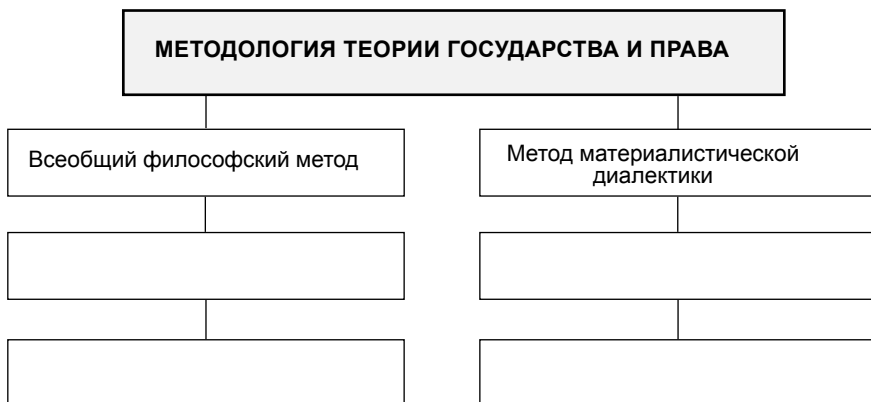 МЕТОДОЛОГИЯ ТЕОРИИ ГОСУДАРСТВА И ПРАВА
Всеобщий философский метод
Метод материалистической
диалектики